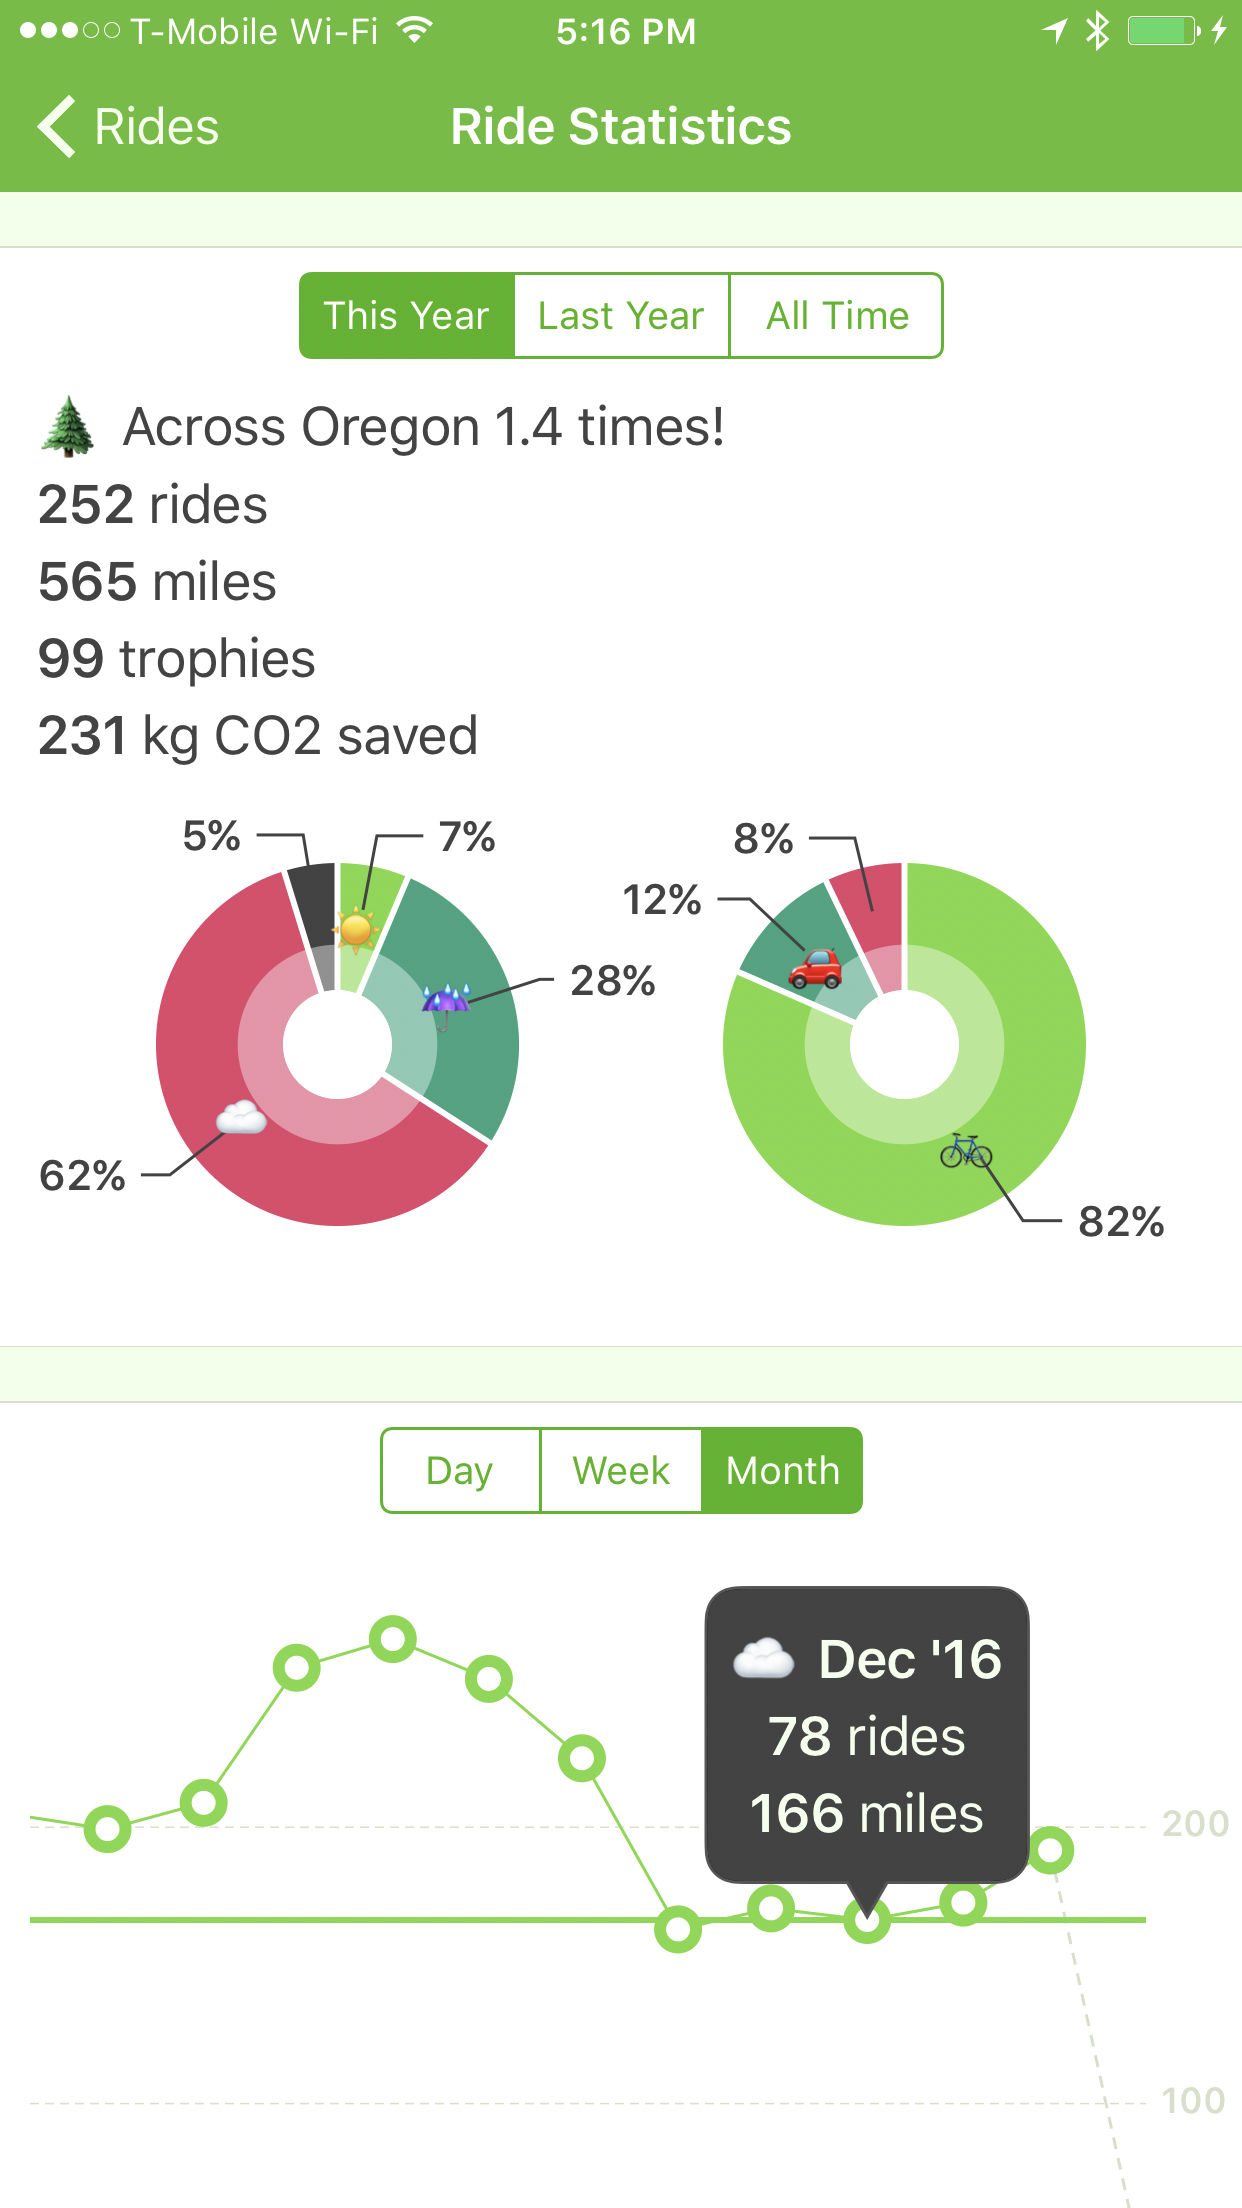 T-Mobile Wi-Fi 5:16 PM
Rides Ride Statistics
This Year Last Year All Time
Across Oregon 1.4 times!
252 rides
565 miles
99 trophies
231 kg CO2 saved
5% 7% 8%
12%
28%
62%
82%
Day Week Month
Dec '16
78 rides
166 miles
200
100